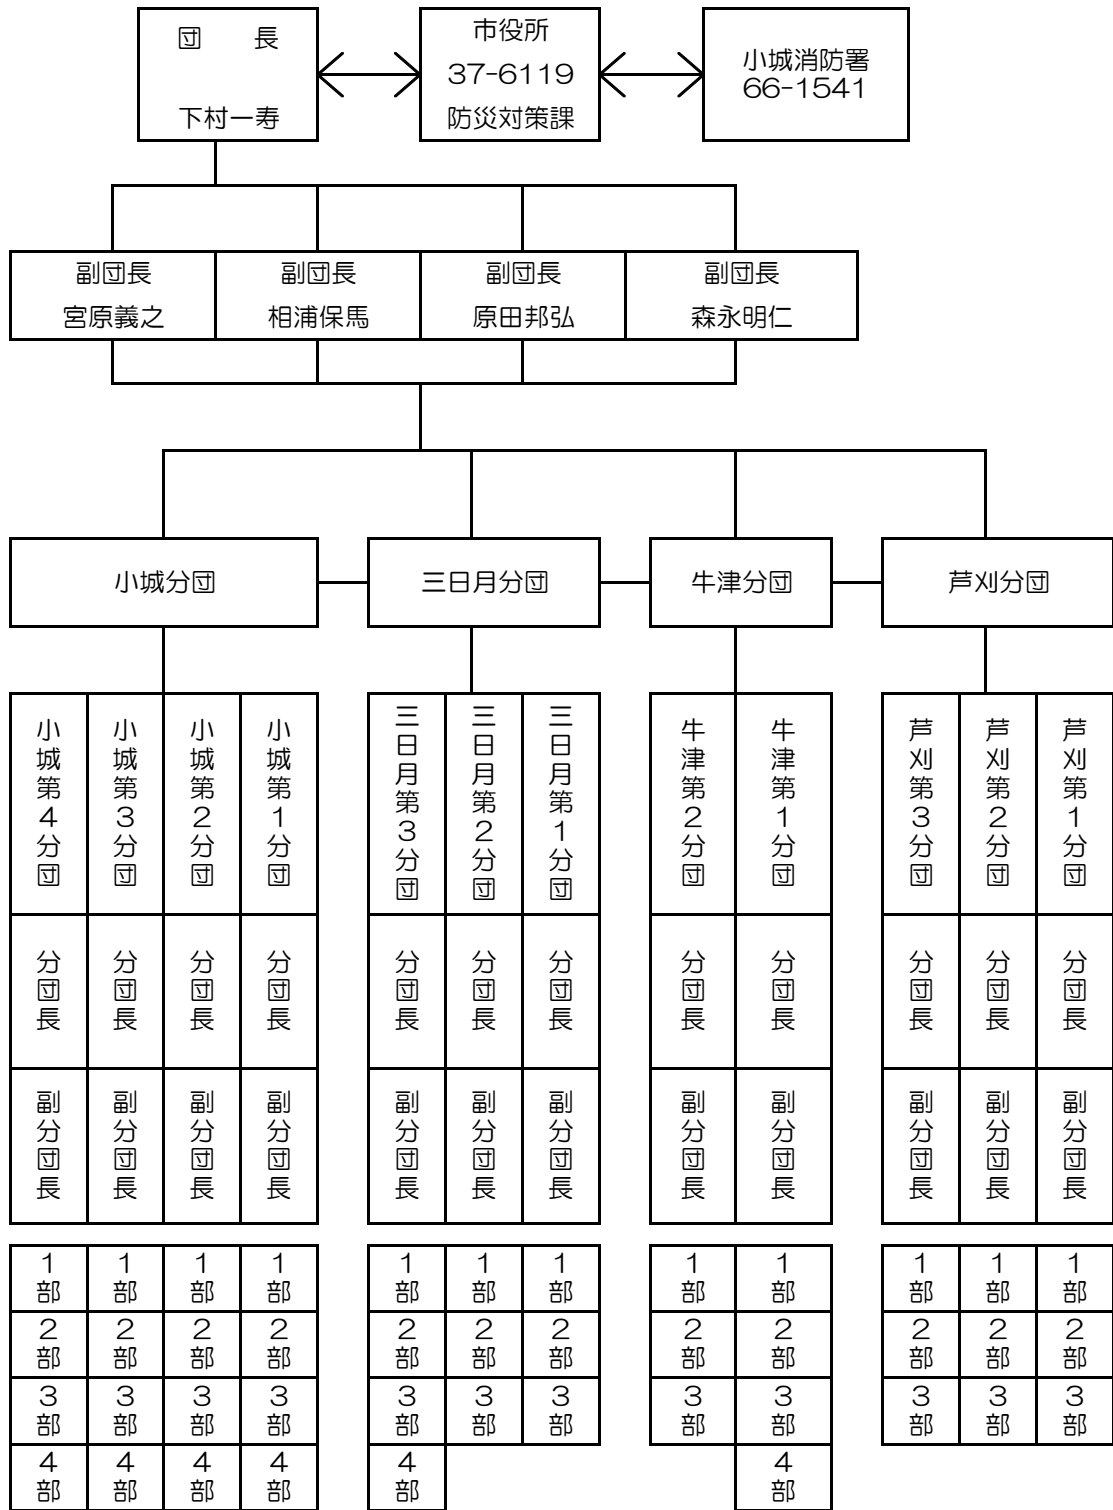 団　　長
下村一寿
市役所
37-6119
防災対策課
小城消防署
66-1541
副団長
宮原義之
副団長
相浦保馬
副団長
原田邦弘
副団長
森永明仁
小城分団
三日月分団
牛津分団
芦刈分団
小城第4分団
小城第3分団
小城第2分団
小城第1分団
三日月第3分団
三日月第2分団
三日月第1分団
牛津第2分団
牛津第1分団
芦刈第3分団
芦刈第2分団
芦刈第1分団
分団長
分団長
分団長
分団長
分団長
分団長
分団長
分団長
分団長
分団長
分団長
分団長
副分団長
副分団長
副分団長
副分団長
副分団長
副分団長
副分団長
副分団長
副分団長
副分団長
副分団長
副分団長
1部
1部
1部
1部
1部
1部
1部
1部
1部
1部
1部
1部
2部
2部
2部
2部
2部
2部
2部
2部
2部
2部
2部
2部
3部
3部
3部
3部
3部
3部
3部
3部
3部
3部
3部
3部
4部
4部
4部
4部
4部
4部